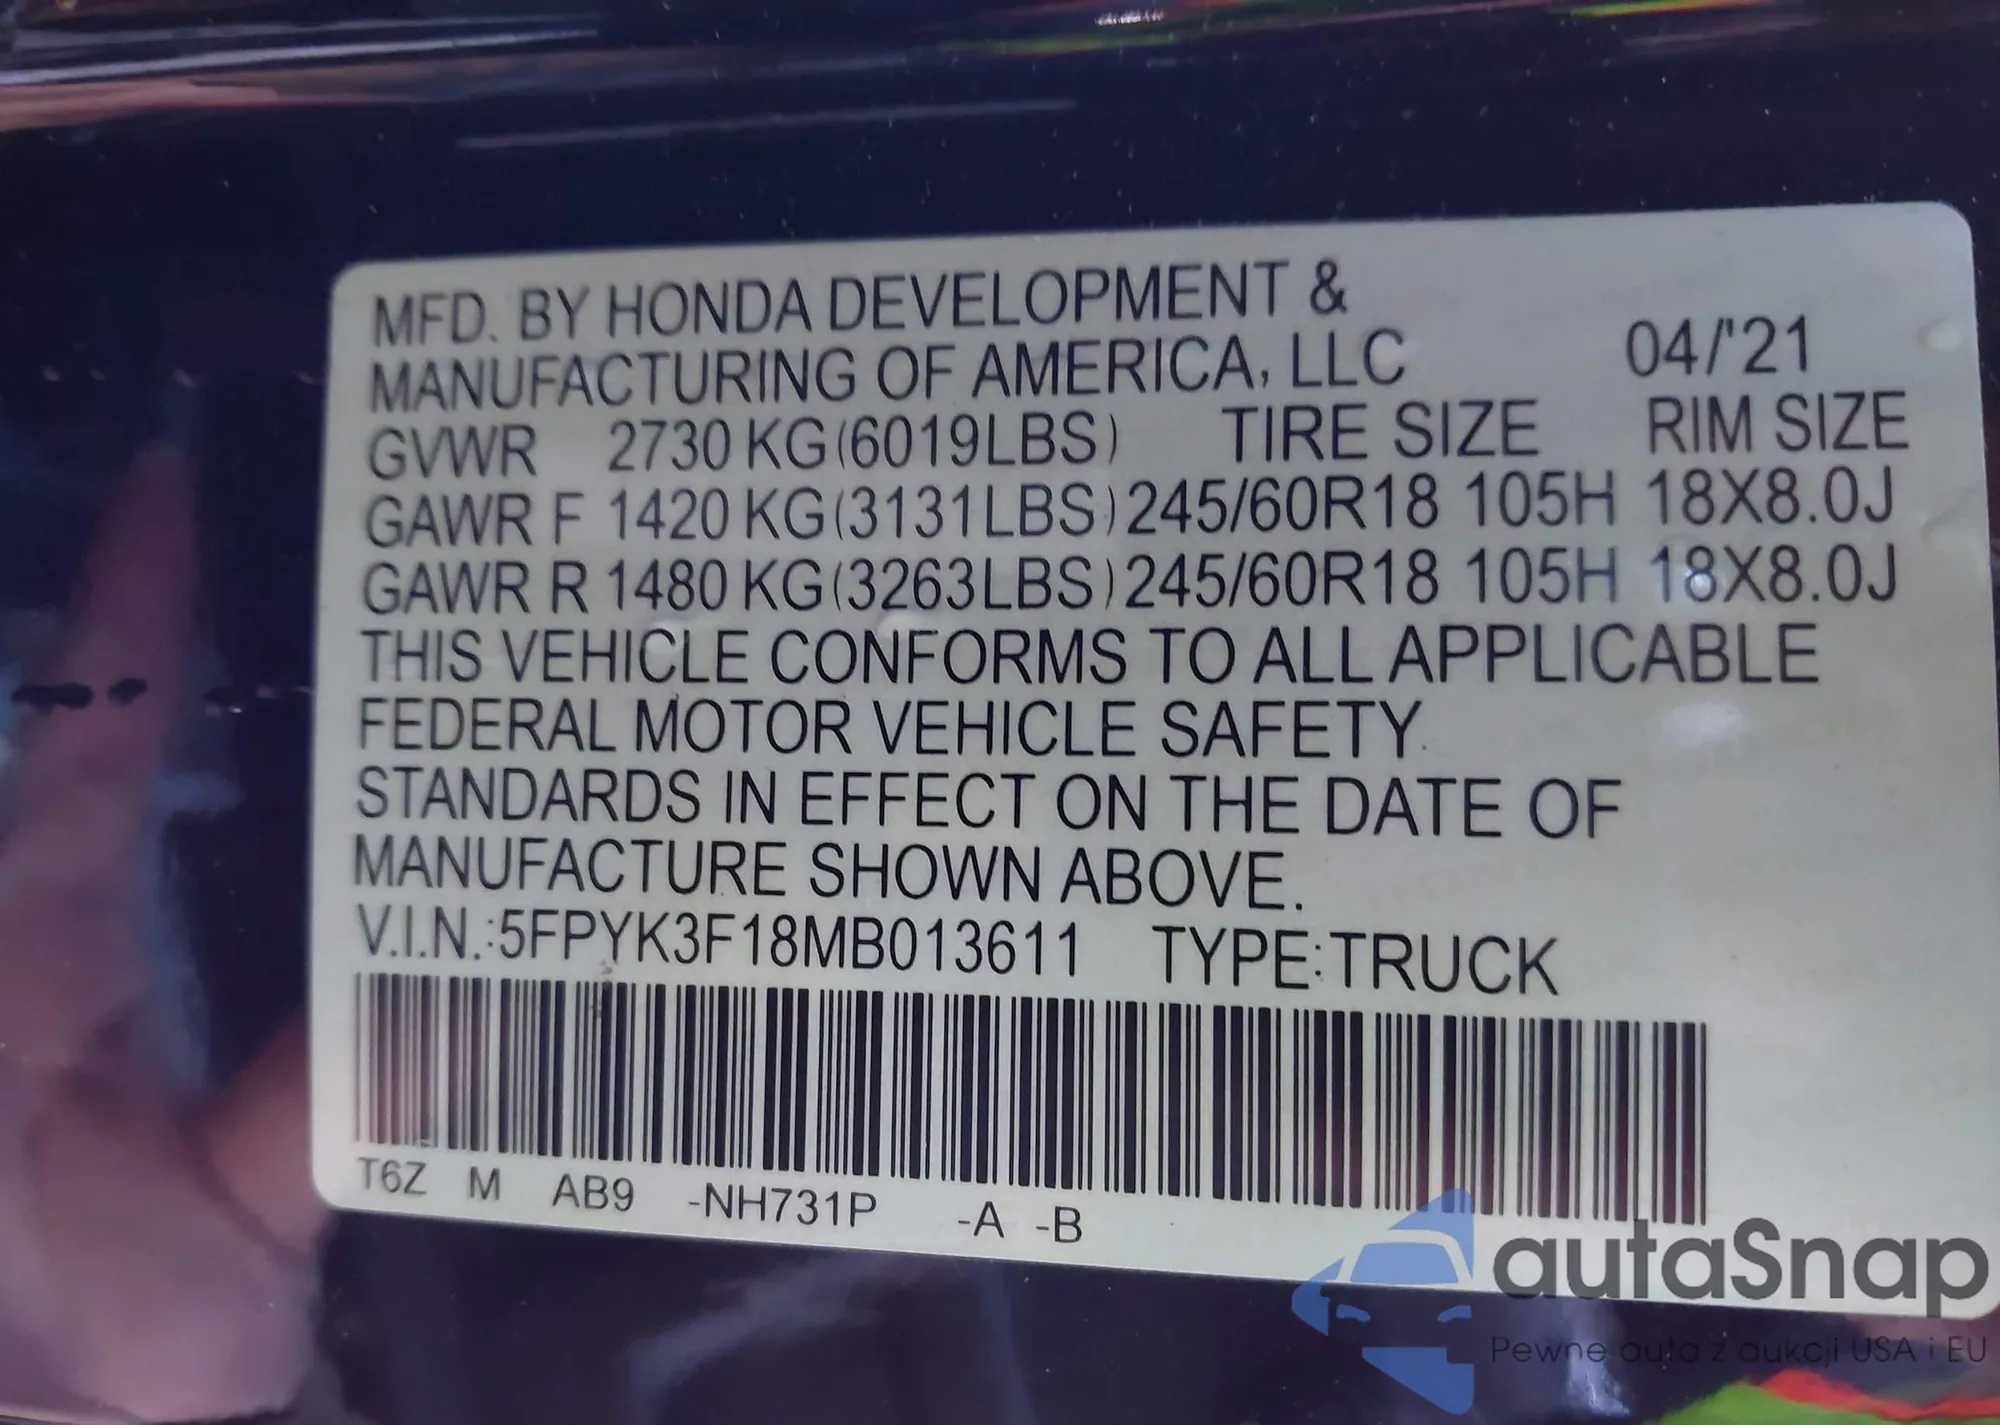 MFD. BY HONDA DEVELOPMENT &
MANUFACTURING OF AMERICA, LLC 04/'21
GVWR 2730 KG(6019LBS) TIRE SIZE RIM SIZE
GAWR F 1420 KG(3131LBS) 245/60R18 105H 18X8.0J
GAWR R 1480 KG(3263LBS) 245/60R18 105H 18X8.0J
THIS VEHICLE CONFORMS TO ALL APPLICABLE
FEDERAL MOTOR VEHICLE SAFETY
STANDARDS IN EFFECT ON THE DATE OF
MANUFACTURE SHOWN ABOVE.
V.I.N.:5FPYK3F18MB013611 TYPE:TRUCK
T6Z M AB9 -NH731P -A -B
autaSnap
Pewne auta z aukcji USA i EU